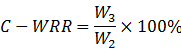 C - WRR = W₃/W₂ × 100%